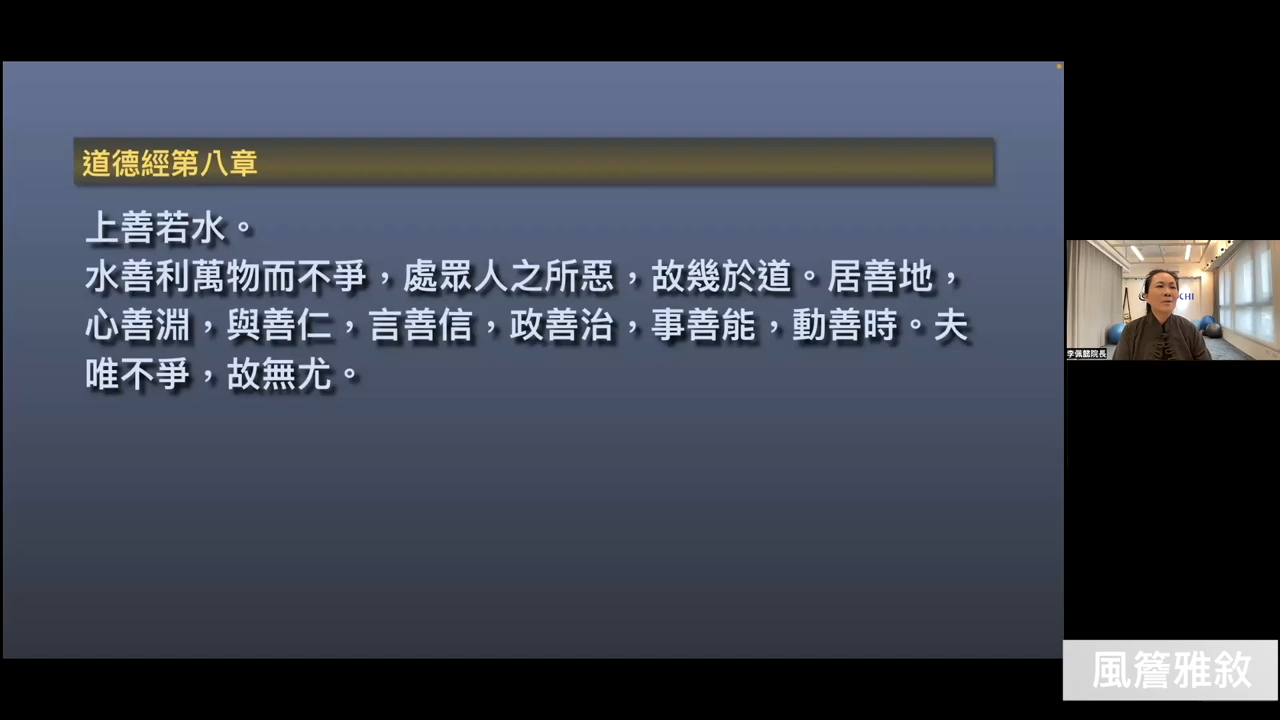 道德經第八章
上善若水。
水善利萬物而不爭，處眾人之所惡，故幾於道。居善地，
心善淵，與善仁，言善信，政善治，事善能，動善時。夫
唯不爭，故無尤。
CHI
李佩懿院長
風簷雅敘